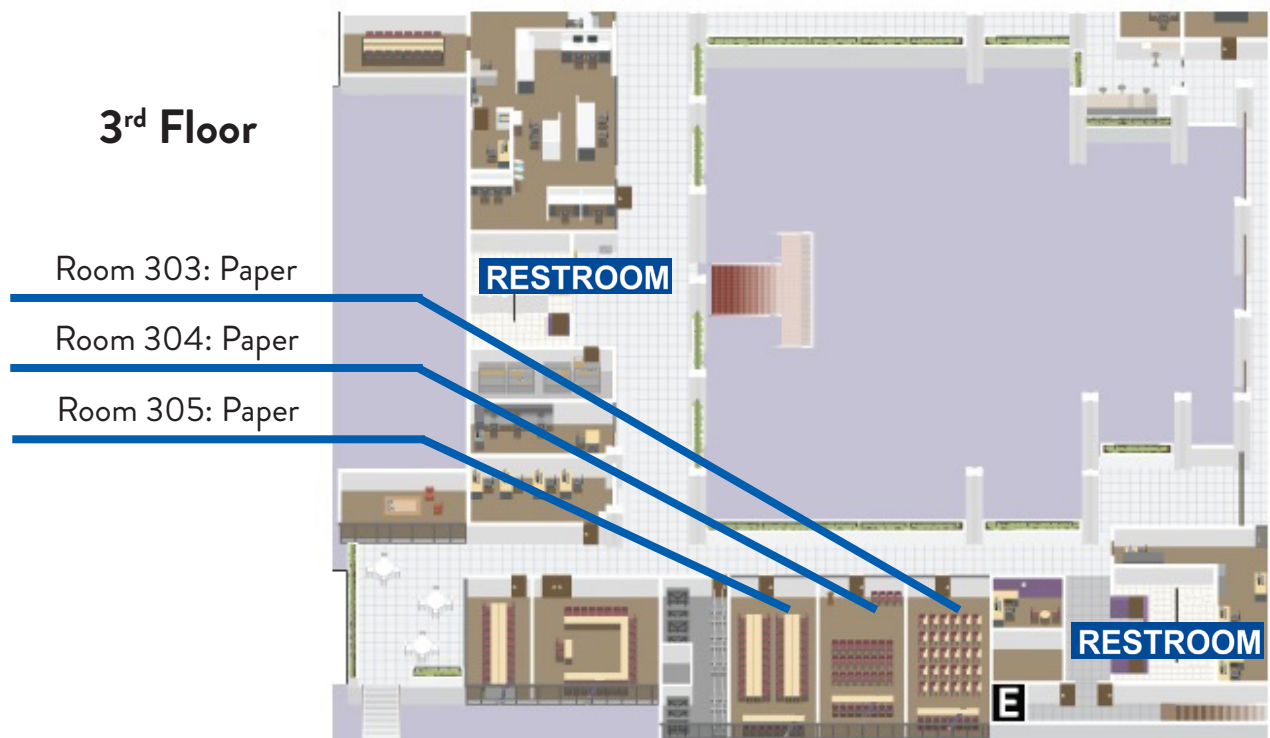 3rd Floor
Room 303: Paper
Room 304: Paper
Room 305: Paper
RESTROOM
RESTROOM
E